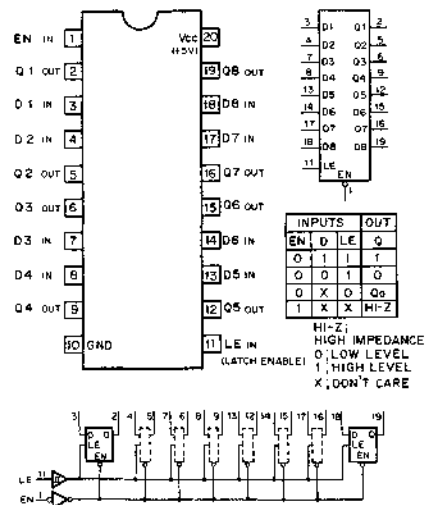 EN IN 1
Q1 OUT 2
D1 IN 3
D2 IN 4
Q2 OUT 5
Q3 OUT 6
D3 IN 7
D4 IN 8
Q4 OUT 9
10 GND
Vcc 20
(+5V)
19 Q8 OUT
18 D8 IN
17 D7 IN
16 Q7 OUT
15 Q6 OUT
14 D6 IN
13 D5 IN
12 Q5 OUT
11 LE IN
(LATCH ENABLE)
3 D1 Q1 2
4 D2 Q2 5
7 D3 Q3 6
8 D4 Q4 9
13 D5 Q5 12
14 D6 Q6 15
17 D7 Q7 16
18 D8 Q8 19
11 LE
EN
1
INPUTS OUT
EN D LE Q
0 1 1 1
0 0 1 0
0 X 0 Qo
1 X X HI-Z
HI-Z;
HIGH IMPEDANCE
0;LOW LEVEL
1;HIGH LEVEL
X;DON'T CARE
3 2 4 5 7 6 8 9 13 12 14 15 17 16 18 19
D Q
LE
EN
D Q
LE
EN
LE 11
EN 1